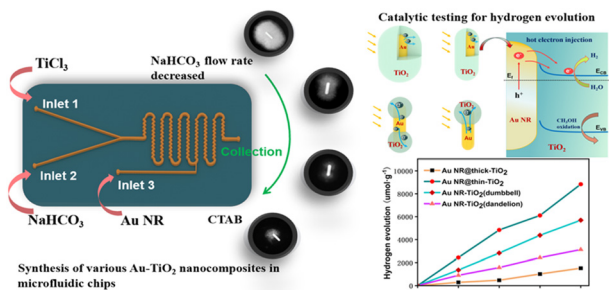 TiCl3
Inlet 1
Inlet 2
NaHCO3
Inlet 3
Au NR
CTAB
NaHCO3 flow rate
decreased
Collection
Synthesis of various Au-TiO2 nanocomposites in
microfluidic chips
Catalytic testing for hydrogen evolution
Au
TiO2
Au
TiO2
TiO2
Au
TiO2
Au
hot electron injection
e-
e-
H2
H2O
Ef
ECB
h+
Au NR
CH3OH
oxidation
EVB
TiO2
Hydrogen evolution (umol·g-1)
10000
8000
6000
4000
2000
0
Au NR@thick-TiO2
Au NR@thin-TiO2
Au NR-TiO2(dumbbell)
Au NR-TiO2(dandelion)